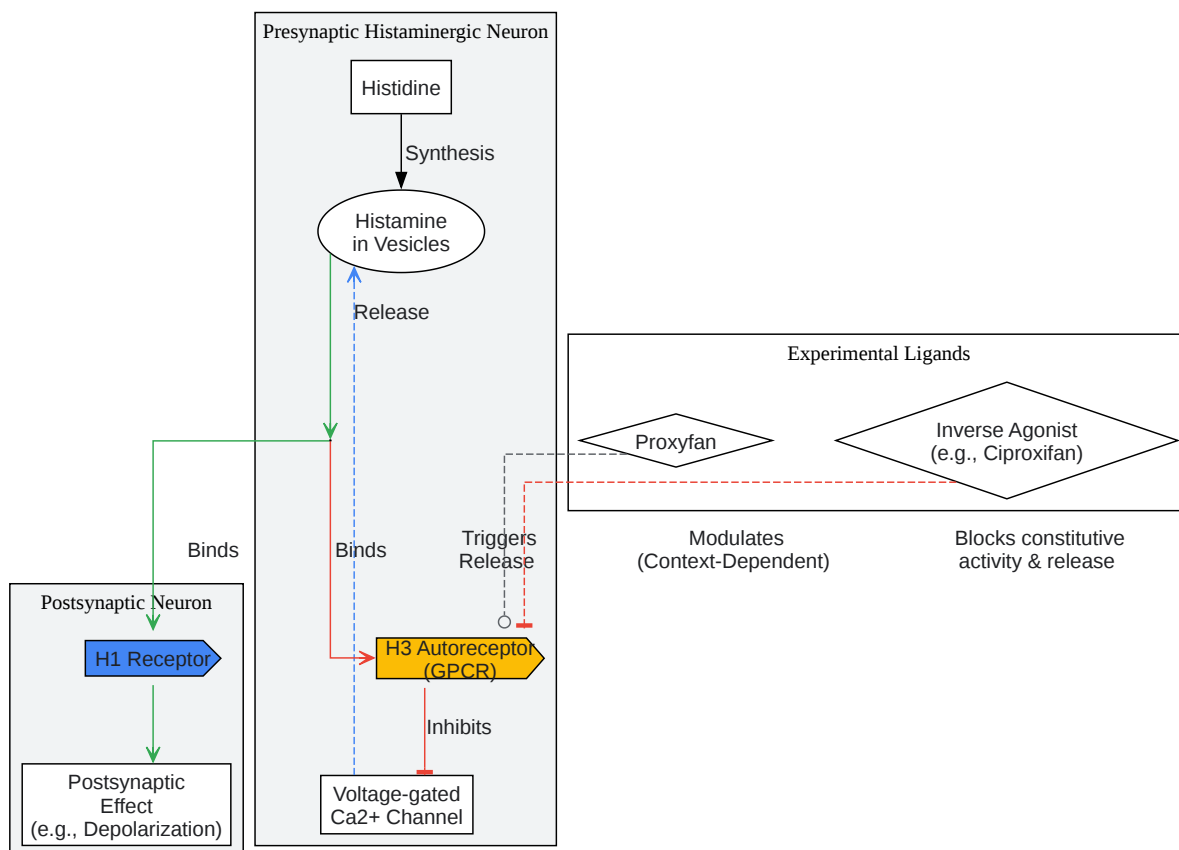 Presynaptic Histaminergic Neuron
Histidine
Synthesis
Histamine
in Vesicles
Release
Experimental Ligands
Proxyfan
Inverse Agonist
(e.g., Ciproxifan)
Binds
Binds
Triggers
Release
Modulates
(Context-Dependent)
Blocks constitutive
activity & release
Postsynaptic Neuron
H1 Receptor
H3 Autoreceptor
(GPCR)
Inhibits
Postsynaptic
Effect
(e.g., Depolarization)
Voltage-gated
Ca2+ Channel